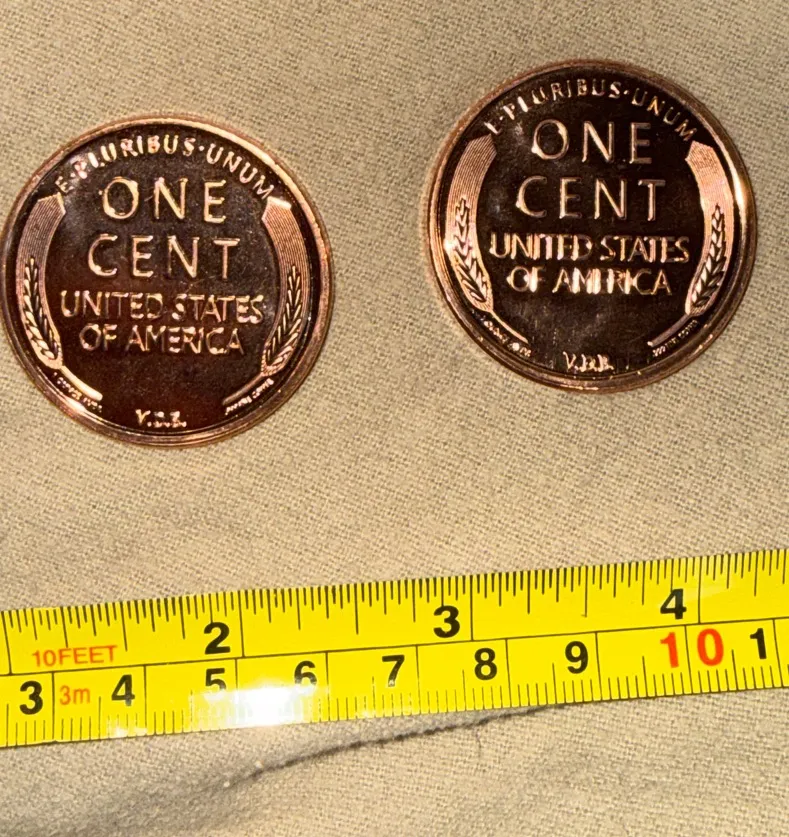 E·PLURIBUS·UNUM
ONE
CENT
UNITED STATES
OF AMERICA
E·PLURIBUS·UNUM
ONE
CENT
UNITED STATES
OF AMERICA
V.D.B.
2 3 4
10FEET
3 3m 4 5 6 7 8 9 10 1